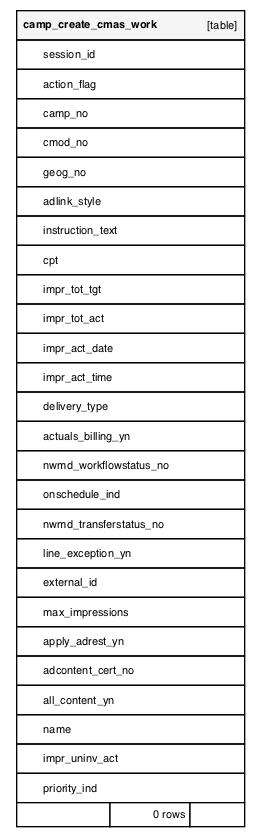 camp_create_cmas_work [table]
session_id
action_flag
camp_no
cmod_no
geog_no
adlink_style
instruction_text
cpt
impr_tot_tgt
impr_tot_act
impr_act_date
impr_act_time
delivery_type
actuals_billing_yn
nwmd_workflowstatus_no
onschedule_ind
nwmd_transferstatus_no
line_exception_yn
external_id
max_impressions
apply_adrest_yn
adcontent_cert_no
all_content_yn
name
impr_uninv_act
priority_ind
0 rows